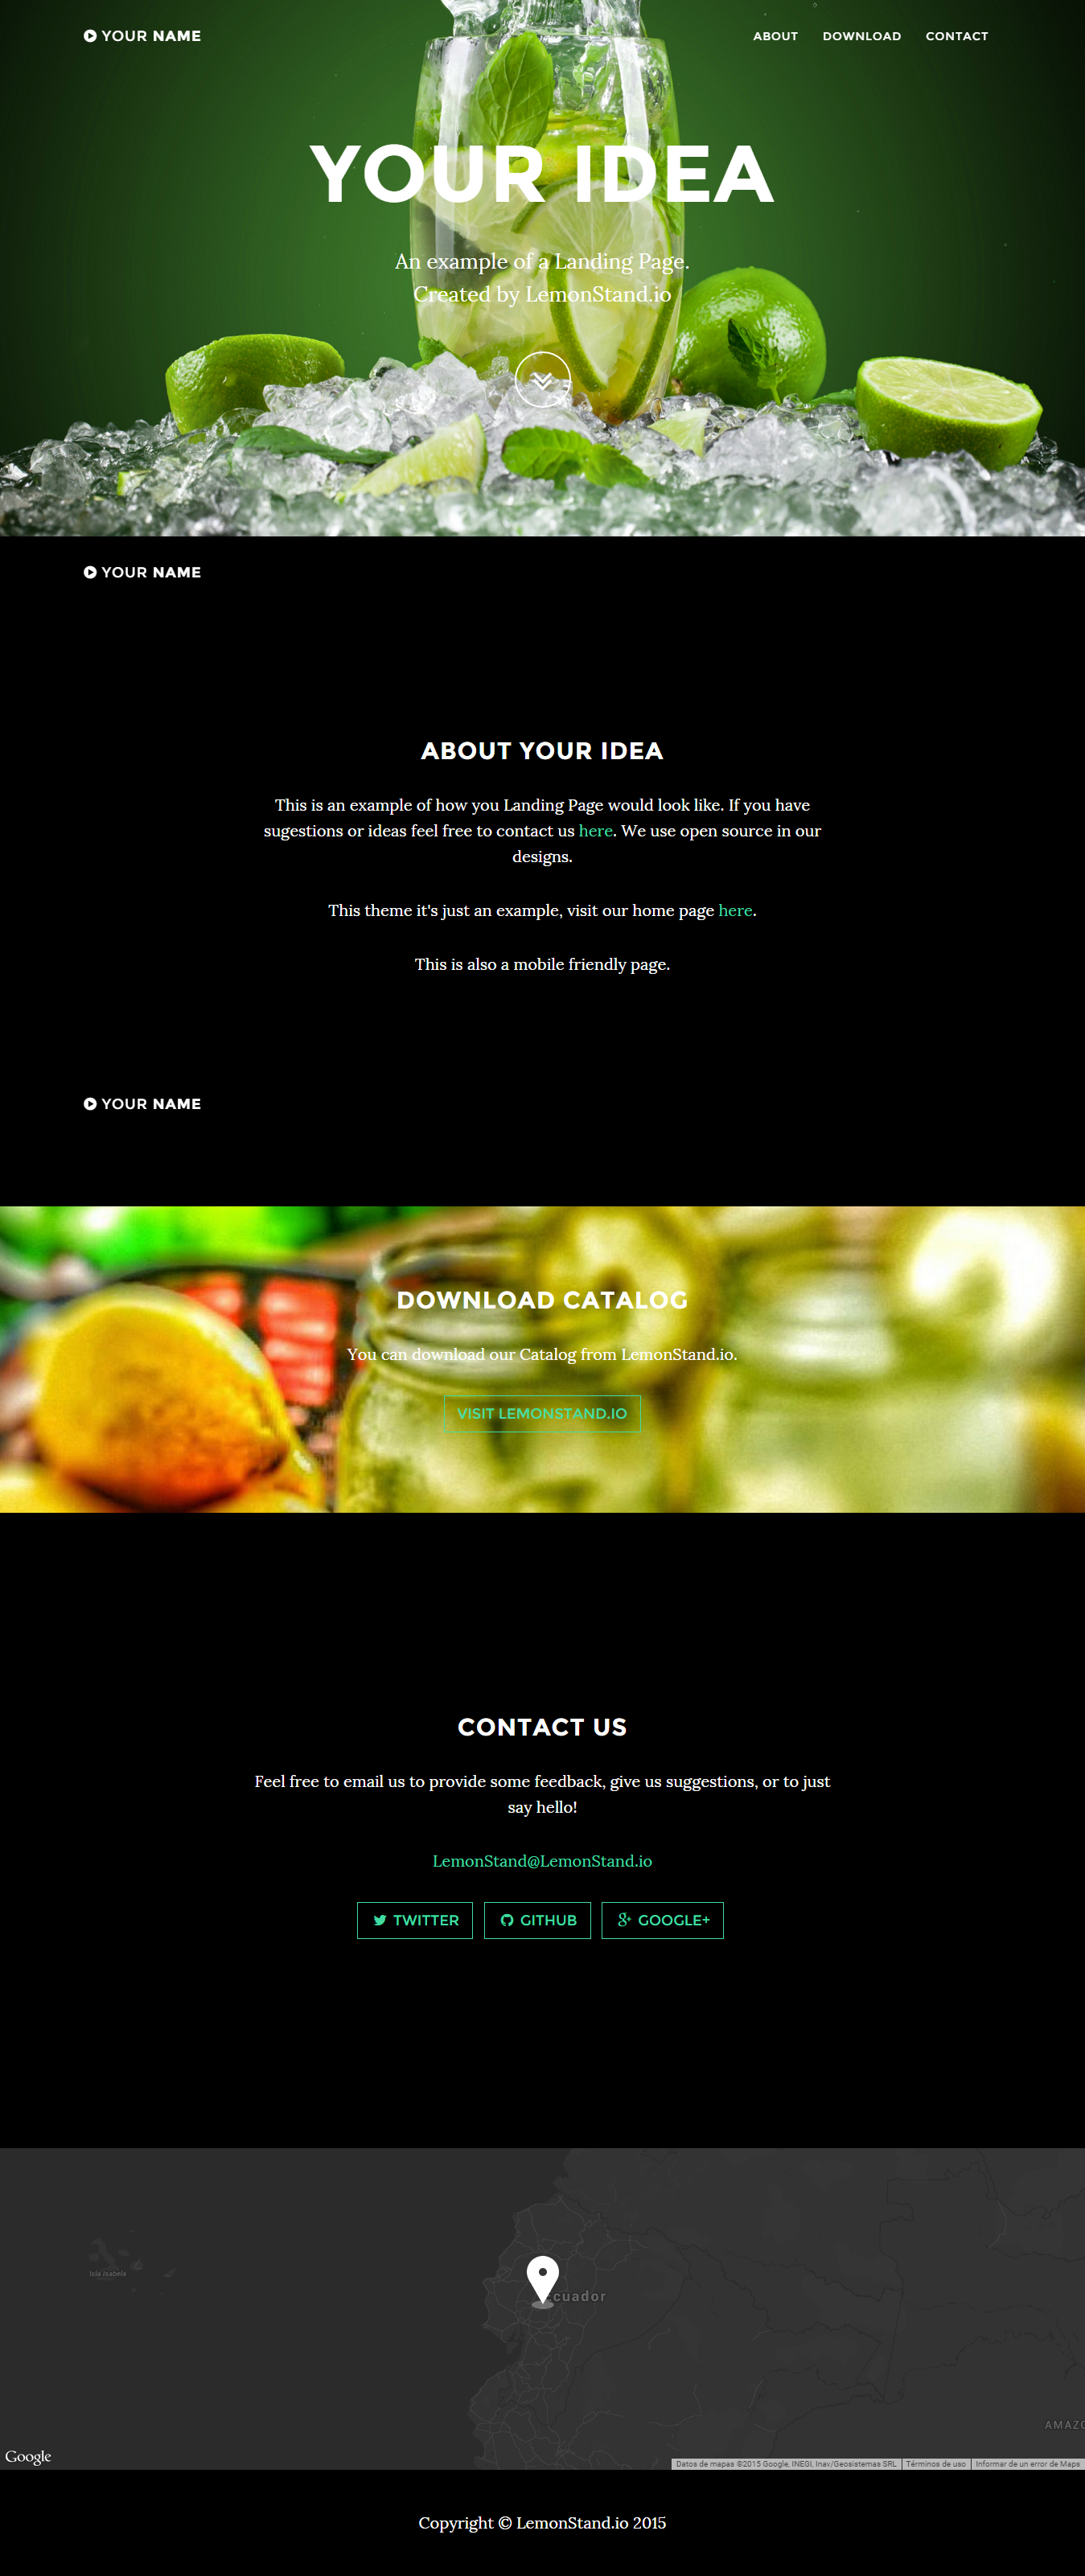 YOUR NAME
ABOUT DOWNLOAD CONTACT
YOUR IDEA
An example of a Landing Page.
Created by LemonStand.io
YOUR NAME
ABOUT YOUR IDEA
This is an example of how you Landing Page would look like. If you have
sugestions or ideas feel free to contact us here. We use open source in our
designs.
This theme it's just an example, visit our home page here.
This is also a mobile friendly page.
YOUR NAME
DOWNLOAD CATALOG
You can download our Catalog from LemonStand.io.
VISIT LEMONSTAND.IO
CONTACT US
Feel free to email us to provide some feedback, give us suggestions, or to just
say hello!
LemonStand@LemonStand.io
TWITTER GITHUB GOOGLE+
Isla Isabela
Ecuador
AMAZO
Google
Datos de mapas ©2015 Google, INEGI, Inav/Geosistemas SRL Términos de uso Informar de un error de Maps
Copyright © LemonStand.io 2015